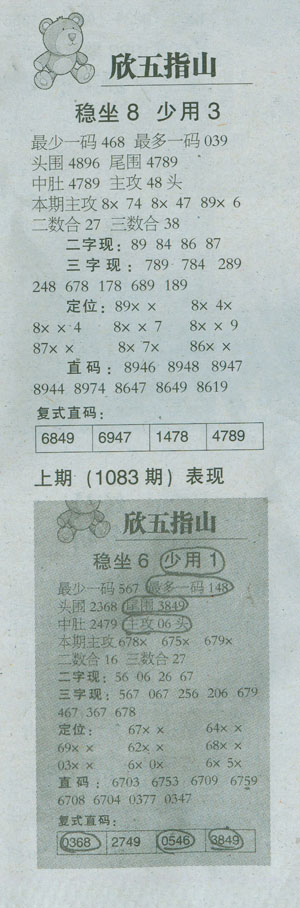 欣五指山
稳坐8 少用3
最少一码 468 最多一码 039
头围 4896 尾围 4789
中肚 4789 主攻 48 头
本期主攻 8× 74 8× 47 89× 6
二数合 27 三数合 38
二字现: 89 84 86 87
三字现: 789 784 289
248 678 178 689 189
定位: 89× × 8× 4×
8× × 4 8× × 7 8× × 9
87× × 8× 7× 86× ×
直码: 8946 8948 8947
8944 8974 8647 8649 8619
复式直码:
6849 6947 1478 4789
上期 (1083 期) 表现
欣五指山
稳坐6 少用1
最少一码 567 最多一码 148
头围 2368 尾围 3849
中肚 2479 主攻 06 头
本期主攻 678× 675× 679×
二数合 16 三数合 27
二字现: 56 06 26 67
三字现: 567 067 256 206 679
467 367 678
定位: 67× × 64× ×
69× × 62× × 68× ×
03× × 6× 0× 6× 5×
直码: 6703 6753 6709 6759
6708 6704 0377 0347
复式直码:
0368 2749 0546 3849